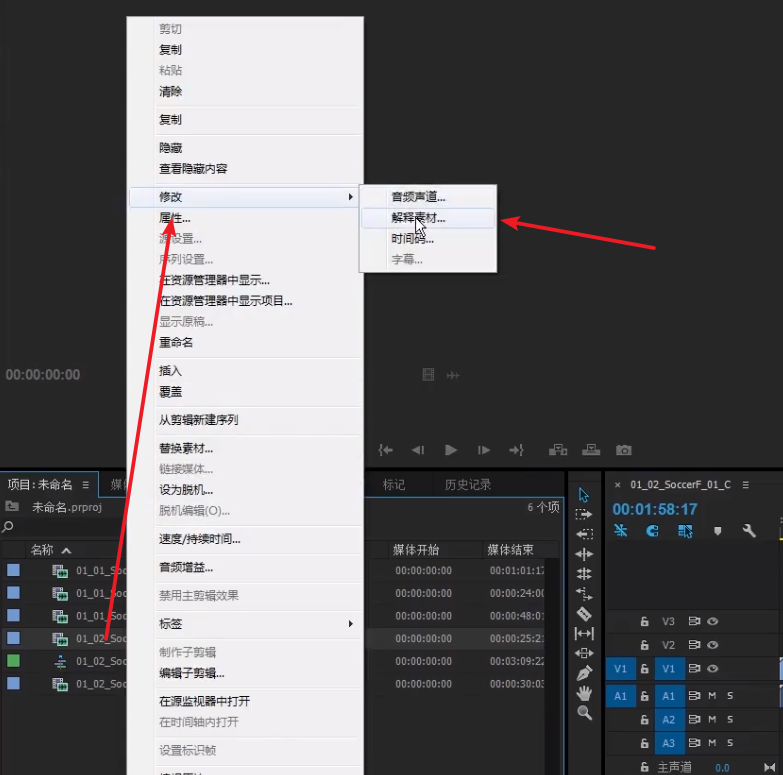 剪切
复制
粘贴
清除
复制
隐藏
查看隐藏内容
修改
音频声道...
解释素材...
时间码...
字幕...
属性...
源设置...
序列设置...
在资源管理器中显示...
在资源管理器中显示项目...
显示原稿...
重命名
插入
覆盖
从剪辑新建序列
替换素材...
链接媒体...
设为脱机...
脱机编辑(O)...
速度/持续时间...
音频增益...
禁用主剪辑效果
标签
制作子剪辑
编辑子剪辑...
在源监视器中打开
在时间轴内打开
设置标识帧
00:00:00:00
项目:未命名
标记
历史记录
未命名.prproj
6 个项
名称
媒体开始
媒体结束
01_01_Soc
00:00:00:00
00:01:01:17
01_01_Soc
00:00:00:00
00:00:24:00
01_01_Soc
00:00:00:00
00:00:48:01
01_02_Soc
00:00:00:00
00:00:25:21
01_02_Soc
00:00:00:00
00:03:09:22
01_02_Soc
00:00:00:00
00:00:30:03
× 01_02_SoccerF_01_C
00:01:58:17
V3
V2
V1 V1
A1 A1 M S
A2 M S
A3 M S
主声道 0.0